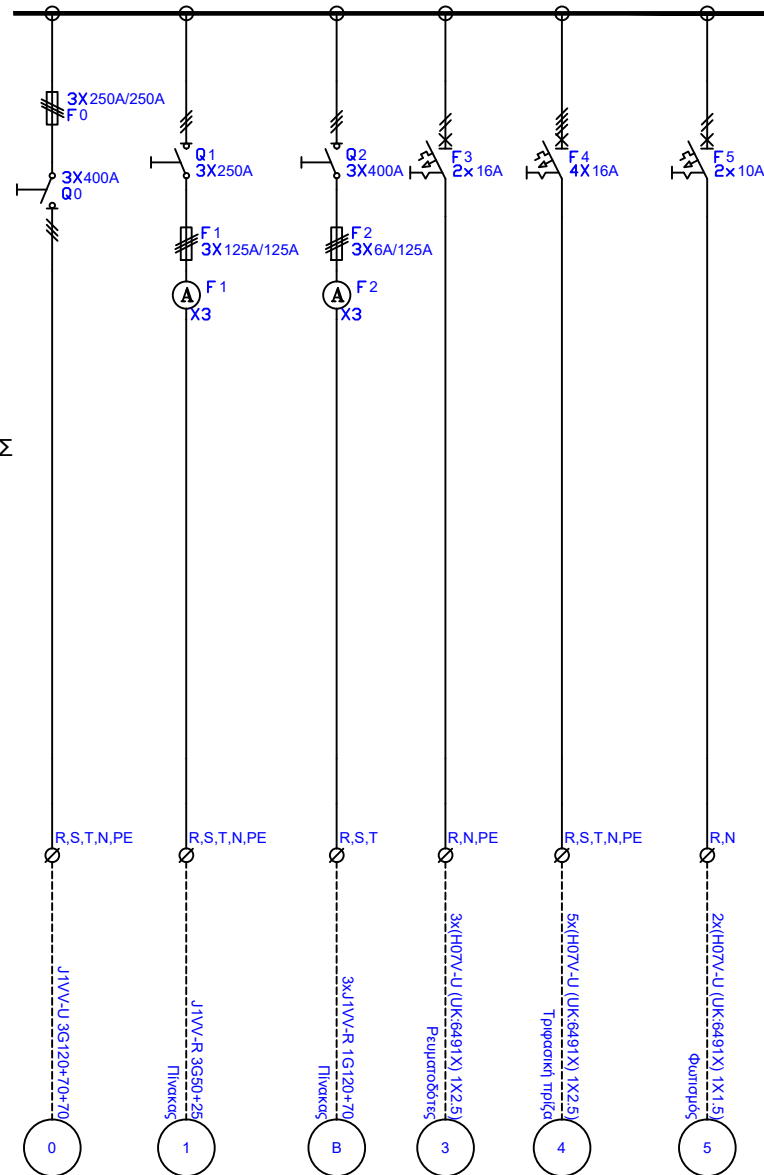 3X250A/250A
F0
3X400A
Q0
Q1
3X250A
F1
3X125A/125A
A
F1
X3
Q2
3X400A
F2
3X6A/125A
A
F2
X3
F3
2x16A
F4
4X16A
F5
2x10A
Σ
R,S,T,N,PE
R,S,T,N,PE
R,S,T
R,N,PE
R,S,T,N,PE
R,N
J1VV-U 3G120+70+70
J1VV-R 3G50+25
Πίνακας
3xJ1VV-R 1G120+70
Πίνακας
3x(H07V-U (UK:6491X) 1X2.5)
Ρευματοδότες
5x(H07V-U (UK:6491X) 1X2.5)
Τριφασική πρίζα
2x(H07V-U (UK:6491X) 1X1.5)
Φωτισμός
0
1
B
3
4
5